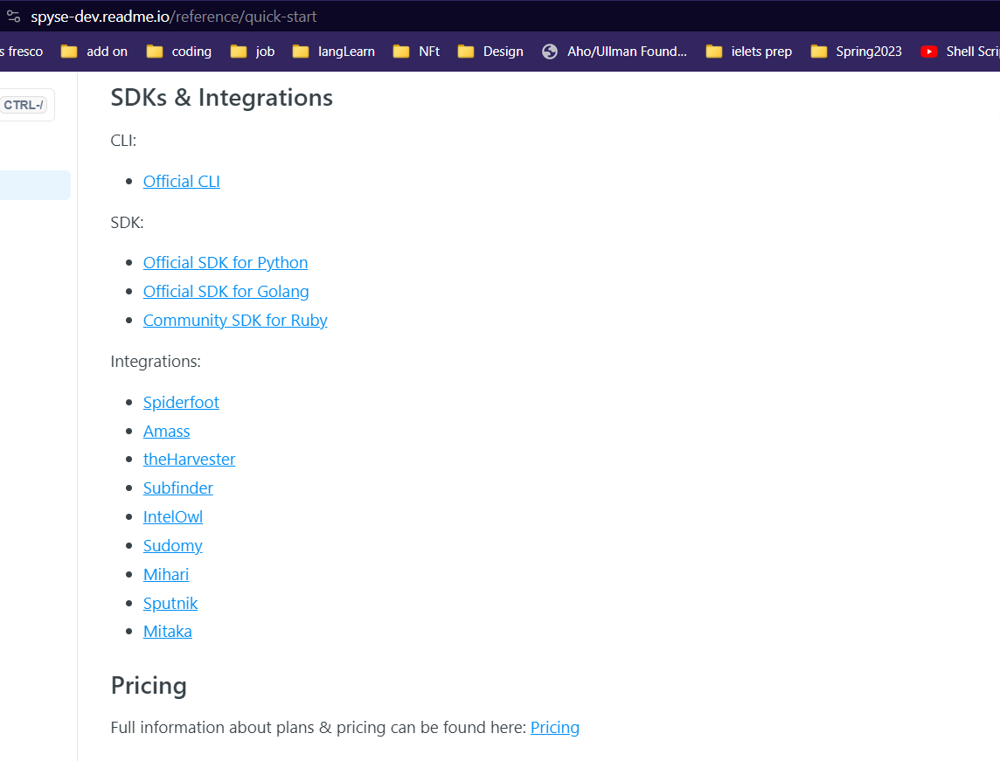 spyse-dev.readme.io/reference/quick-start
s fresco add on coding job langLearn NFt Design Aho/Ullman Found... ielets prep Spring2023 Shell Scri
CTRL-/
SDKs & Integrations
CLI:
Official CLI
SDK:
Official SDK for Python
Official SDK for Golang
Community SDK for Ruby
Integrations:
Spiderfoot
Amass
theHarvester
Subfinder
IntelOwl
Sudomy
Mihari
Sputnik
Mitaka
Pricing
Full information about plans & pricing can be found here: Pricing